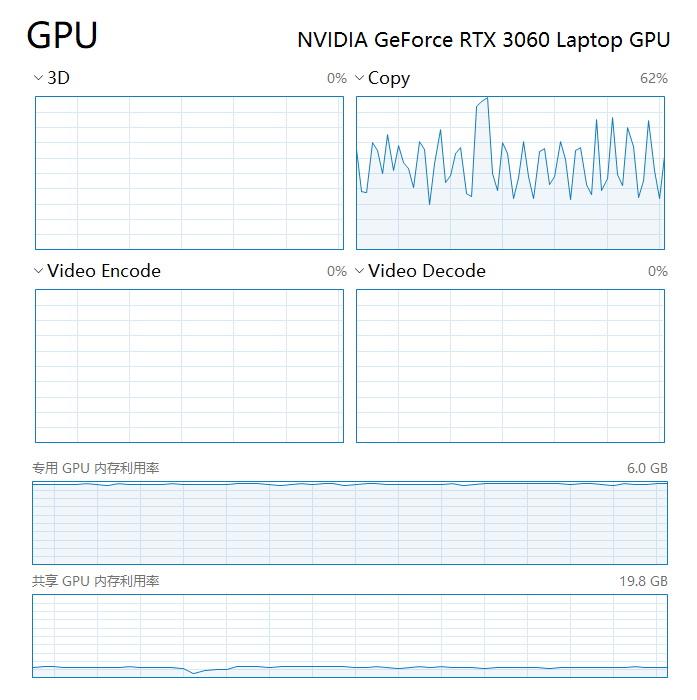 GPU NVIDIA GeForce RTX 3060 Laptop GPU
3D 0% Copy 62%
Video Encode 0% Video Decode 0%
专用 GPU 内存利用率 6.0 GB
共享 GPU 内存利用率 19.8 GB